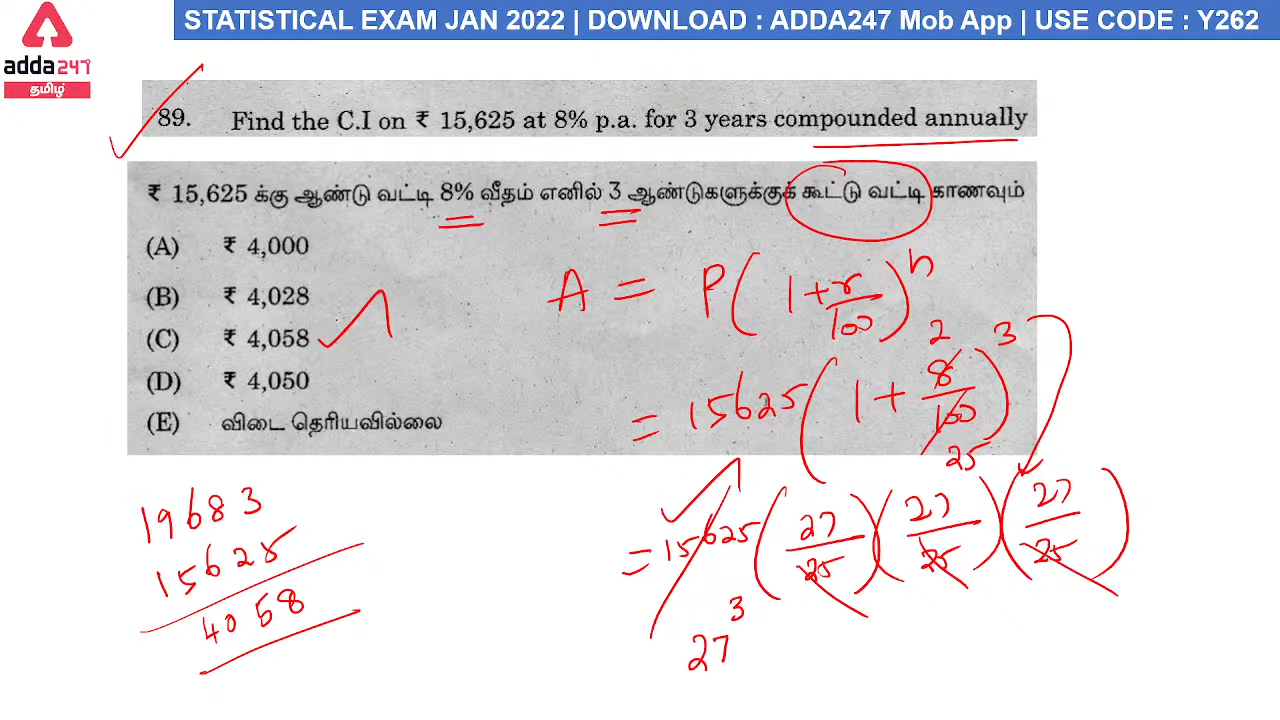 STATISTICAL EXAM JAN 2022 | DOWNLOAD : ADDA247 Mob App | USE CODE : Y262
adda247
தமிழ்
89. Find the C.I on ₹ 15,625 at 8% p.a. for 3 years compounded annually
₹ 15,625 க்கு ஆண்டு வட்டி 8% வீதம் எனில் 3 ஆண்டுகளுக்குக் கூட்டு வட்டி காணவும்
(A) ₹ 4,000
(B) ₹ 4,028
(C) ₹ 4,058
(D) ₹ 4,050
(E) விடை தெரியவில்லை
A = P(1+r/100)^n
= 15625(1+8/100)^3
2
25
= 15625(27/25)(27/25)(27/25)
27^3
19683
15625
4058